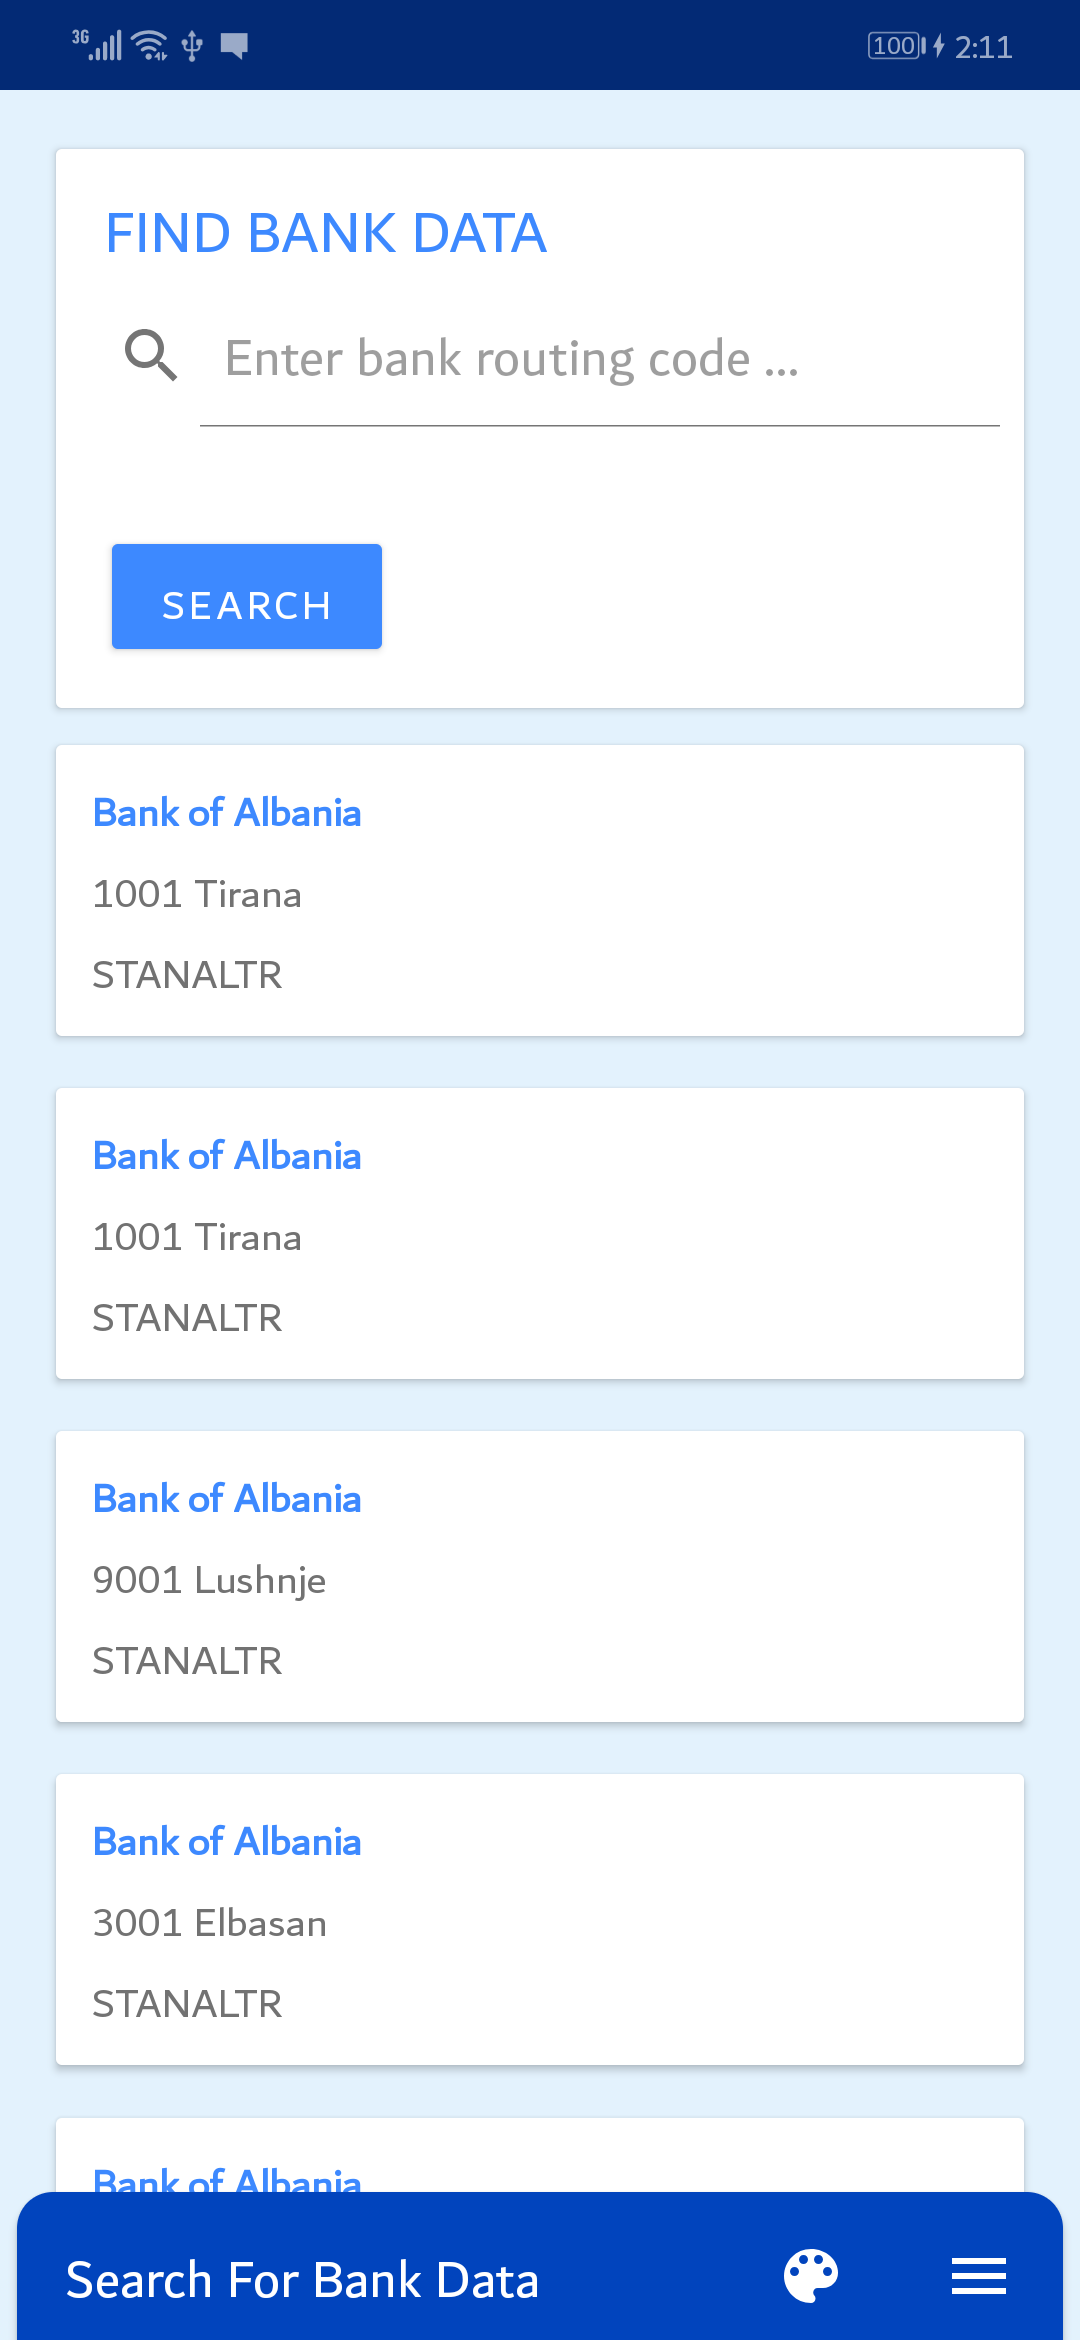 3G 100 2:11
FIND BANK DATA
Enter bank routing code ...
SEARCH
Bank of Albania
1001 Tirana
STANALTR
Bank of Albania
1001 Tirana
STANALTR
Bank of Albania
9001 Lushnje
STANALTR
Bank of Albania
3001 Elbasan
STANALTR
Bank of Albania
Search For Bank Data